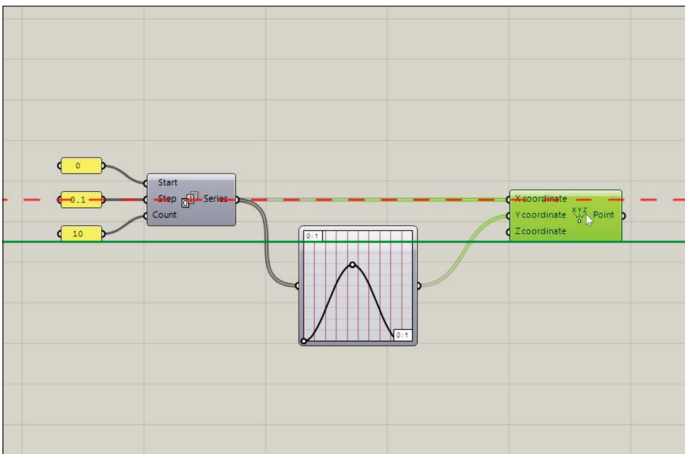 0
0.1
10
Start
Step
Count
Series
0:1
0:1
X coordinate
Y coordinate
Z coordinate
X Y Z
Point